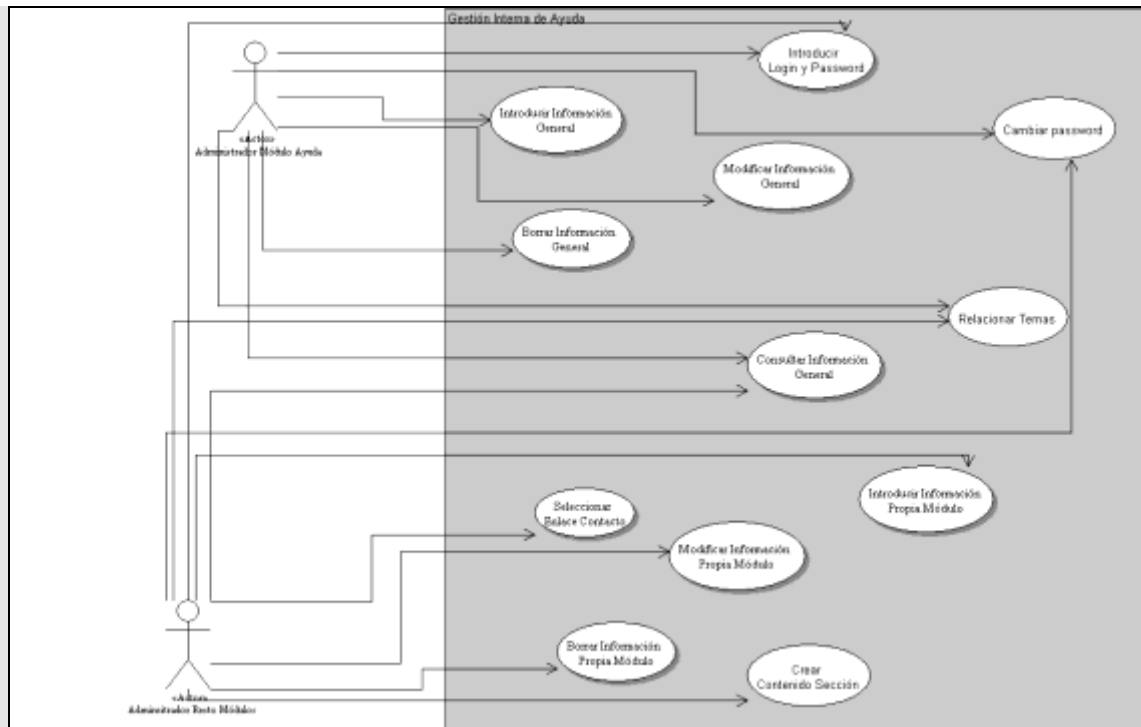 Gestión Interna de Ayuda
Introducir
Login y Password
Introducir Información
General
Cambiar password
«Actor»
Administrador Módulo Ayuda
Modificar Información
General
Borrar Información
General
Relacionar Temas
Consultar Información
General
Introducir Información
Propia Módulo
Seleccionar
Enlace Contacto
Modificar Información
Propia Módulo
Borrar Información
Propia Módulo
Crear
Contenido Sección
«Actor»
Administrador Resto Módulos